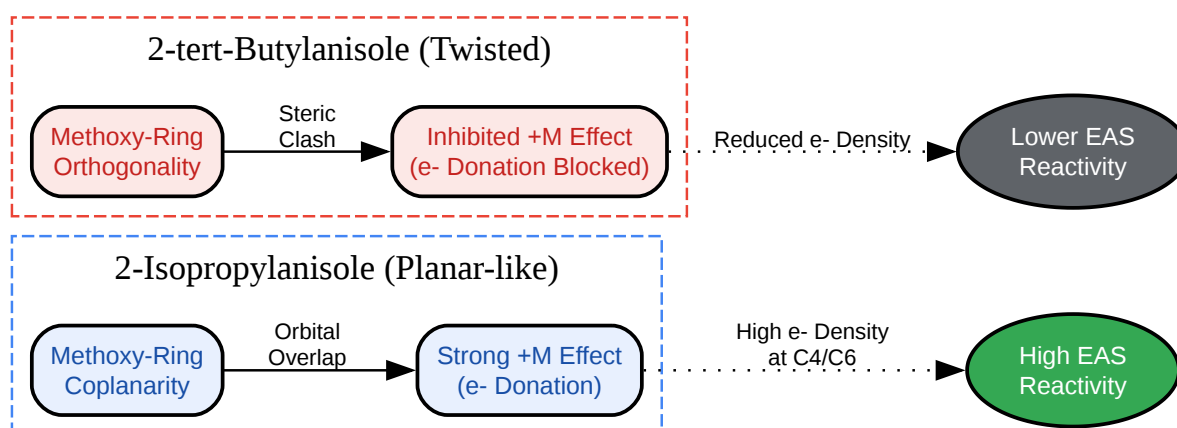 2-tert-Butylanisole (Twisted)
Methoxy-Ring
Orthogonality
Steric
Clash
Inhibited +M Effect
(e- Donation Blocked)
Reduced e- Density
Lower EAS
Reactivity
2-Isopropylanisole (Planar-like)
Methoxy-Ring
Coplanarity
Orbital
Overlap
Strong +M Effect
(e- Donation)
High e- Density
at C4/C6
High EAS
Reactivity